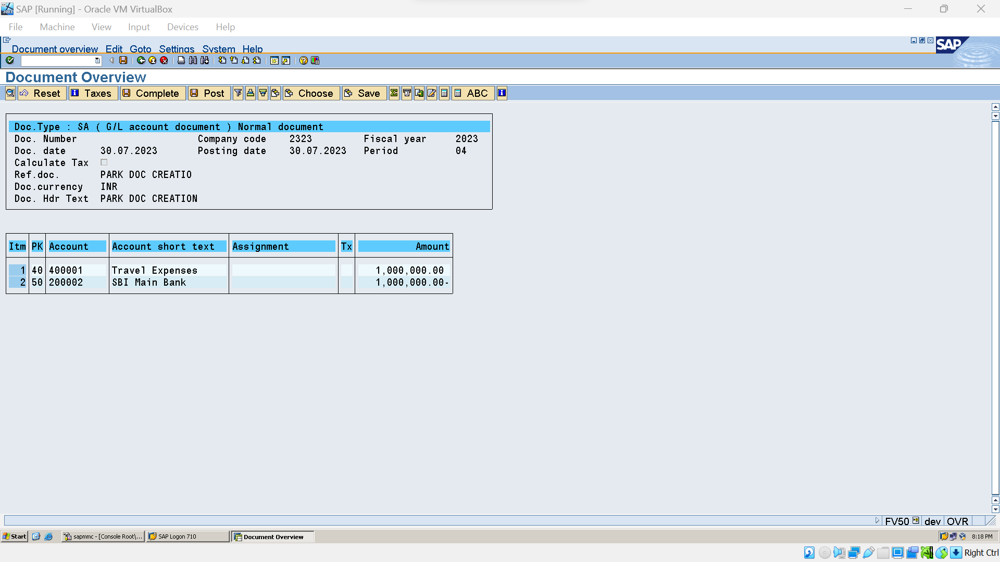 SAP [Running] - Oracle VM VirtualBox
File Machine View Input Devices Help
Document overview Edit Goto Settings System Help
SAP
Document Overview
Reset Taxes Complete Post Choose Save ABC
Doc.Type : SA ( G/L account document ) Normal document
Doc. Number Company code 2323 Fiscal year 2023
Doc. date 30.07.2023 Posting date 30.07.2023 Period 04
Calculate Tax
Ref.doc. PARK DOC CREATIO
Doc.currency INR
Doc. Hdr Text PARK DOC CREATION
Itm PK Account Account short text Assignment Tx Amount
1 40 400001 Travel Expenses 1,000,000.00
2 50 200002 SBI Main Bank 1,000,000.00-
FV50 dev OVR
Start sapmmc - [Console Root\... SAP Logon 710 Document Overview 8:18 PM
Right Ctrl